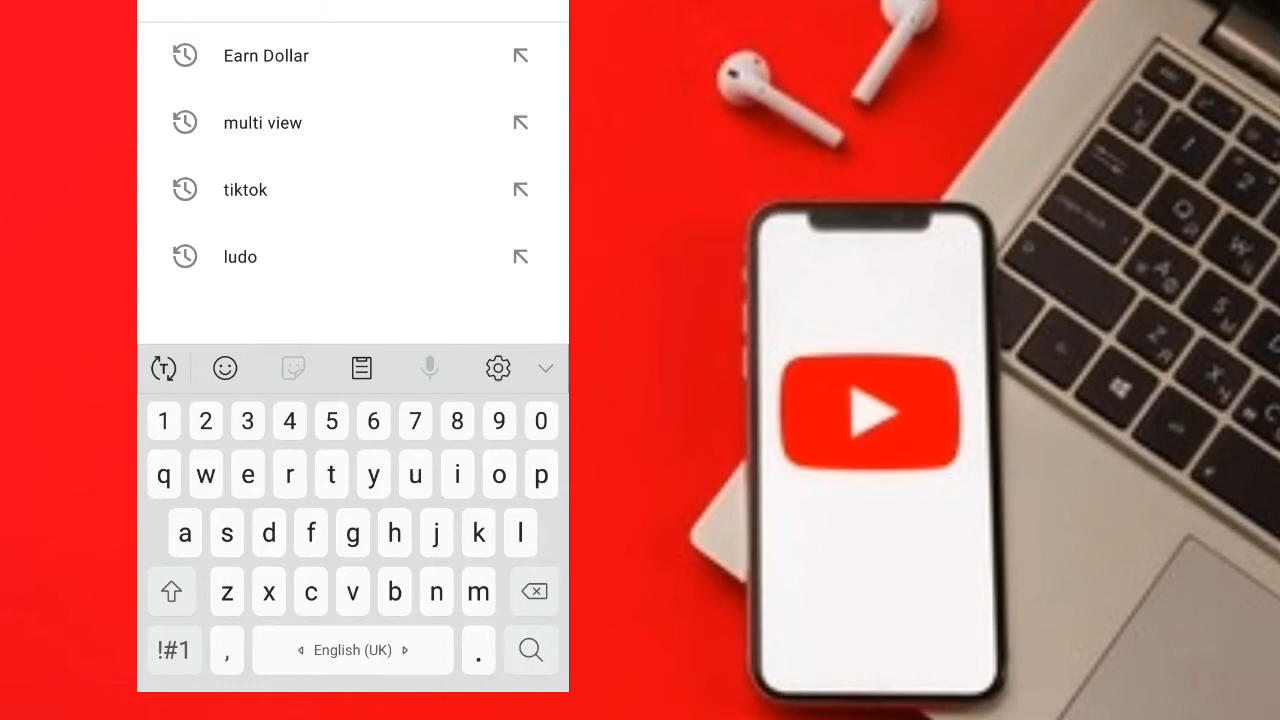 Earn Dollar
multi view
tiktok
ludo
T
1 2 3 4 5 6 7 8 9 0
q w e r t y u i o p
a s d f g h j k l
z x c v b n m
!#1 , English (UK) .